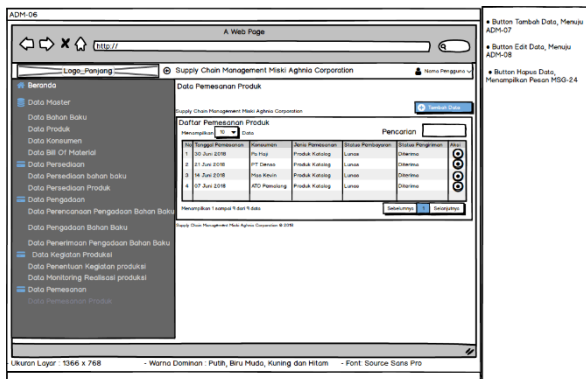 ADM-06
A Web Page
http://
Logo_Panjang
Supply Chain Management Miski Aghnia Corporation
Nama Pengguna
Beranda
Data Master
Data Bahan Baku
Data Produk
Data Konsumen
Data Bill Of Material
Data Persediaan
Data Persediaan bahan baku
Data Persediaan Produk
Data Pengadaan
Data Perencanaan Pengadaan Bahan Baku
Data Pengadaan Bahan Baku
Data Penerimaan Pengadaan Bahan Baku
Data Kegiatan Produksi
Data Penentuan Kegiatan produksi
Data Monitoring Realisasi produksi
Data Pemesanan
Data Pemesanan Produk
Data Pemesanan Produk
Supply Chain Management Miski Aghnia Corporation
Tambah Data
Daftar Pemesanan Produk
Menampilkan 10 Data
Pencarian
No Tanggal Pemesanan Konsumen Jenis Pemesanan Status Pembayaran Status Pengiriman Aksi
1 30 Juni 2018 Pa Haji Produk Katalog Lunas Diterima
2 21 Juni 2018 PT Densa Produk Katalog Lunas Diterima
3 14 Juni 2018 Mas Kevin Produk Katalog Lunas Diterima
4 07 Juni 2018 ATD Pamulang Produk Katalog Lunas Diterima
Menampilkan 1 sampai 9 dari 9 data
Sebelumnya 1 Selanjutnya
Supply Chain Management Miski Aghnia Corporation © 2018
- Ukuran Layar : 1366 x 768
- Warna Dominan : Putih, Biru Muda, Kuning dan Hitam
- Font: Source Sans Pro
• Button Tambah Data, Menuju
ADM-07
• Button Edit Data, Menuju
ADM-08
• Button Hapus Data,
Menampilkan Pesan MSG-24